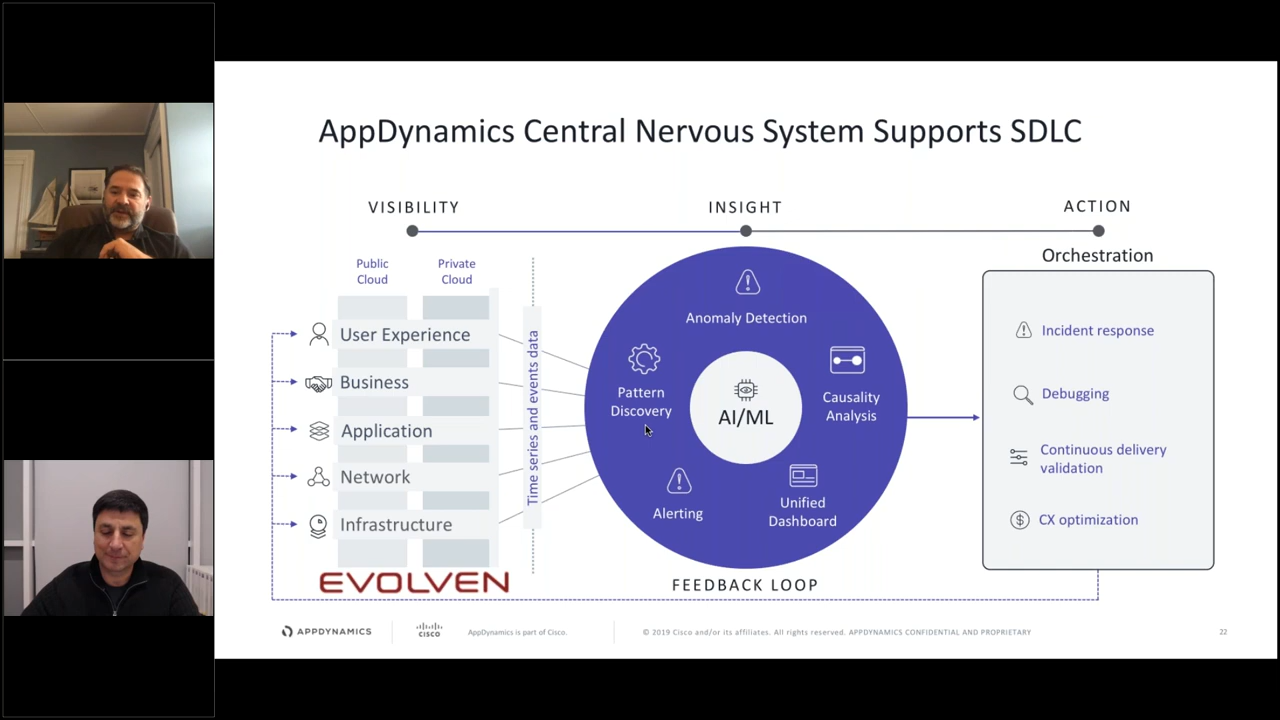 AppDynamics Central Nervous System Supports SDLC
VISIBILITY
INSIGHT
ACTION
Public
Cloud
Private
Cloud
User Experience
Business
Application
Network
Infrastructure
EVOLVEN
Time series and events data
Anomaly Detection
Pattern
Discovery
AI/ML
Causality
Analysis
Alerting
Unified
Dashboard
FEEDBACK LOOP
Orchestration
Incident response
Debugging
Continuous delivery
validation
CX optimization
APPDYNAMICS
CISCO
AppDynamics is part of Cisco.
© 2019 Cisco and/or its affiliates. All rights reserved. APPDYNAMICS CONFIDENTIAL AND PROPRIETARY
22